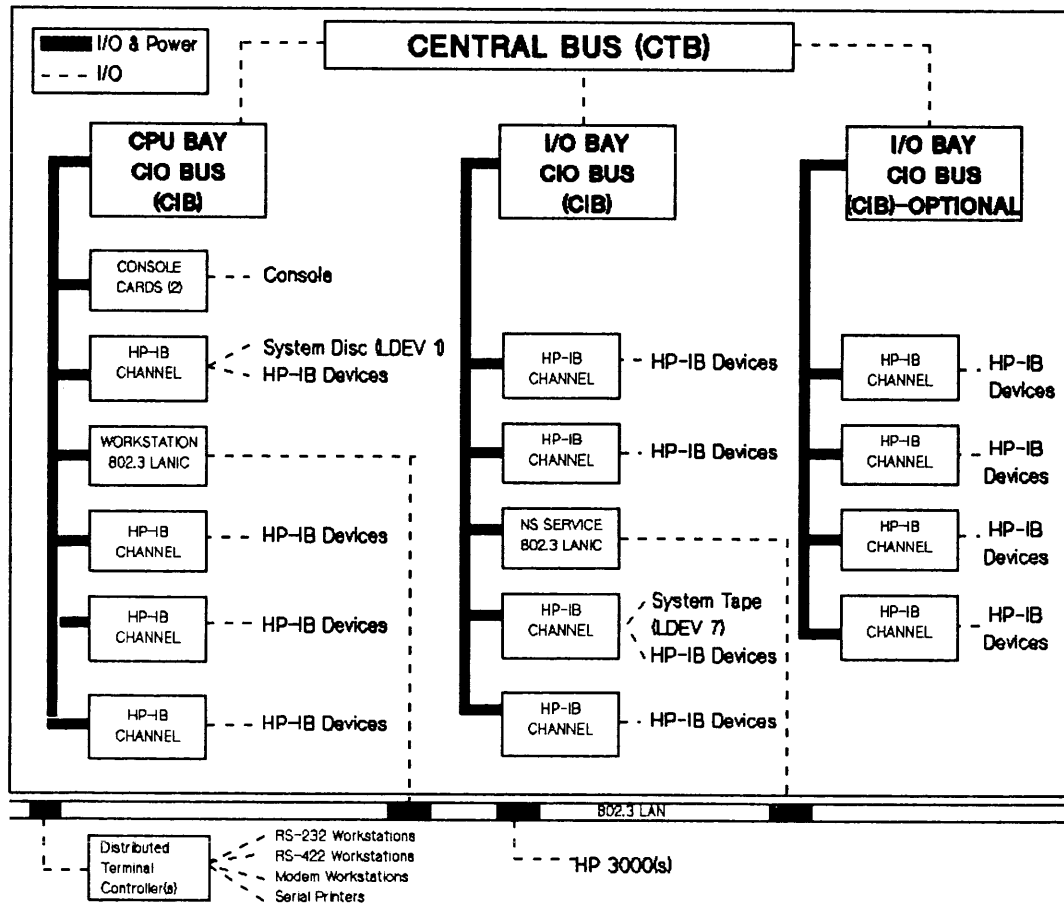 I/O & Power
I/O
CENTRAL BUS (CTB)
CPU BAY
CIO BUS
(CIB)
CONSOLE
CARDS (2)
Console
HP-IB
CHANNEL
System Disc (LDEV 1)
HP-IB Devices
WORKSTATION
802.3 LANIC
HP-IB
CHANNEL
HP-IB Devices
HP-IB
CHANNEL
HP-IB Devices
HP-IB
CHANNEL
HP-IB Devices
I/O BAY
CIO BUS
(CIB)
HP-IB
CHANNEL
HP-IB Devices
HP-IB
CHANNEL
HP-IB Devices
NS SERVICE
802.3 LANIC
HP-IB
CHANNEL
System Tape
(LDEV 7)
HP-IB Devices
HP-IB
CHANNEL
HP-IB Devices
I/O BAY
CIO BUS
(CIB)-OPTIONAL
HP-IB
CHANNEL
HP-IB
Devices
HP-IB
CHANNEL
HP-IB
Devices
HP-IB
CHANNEL
HP-IB
Devices
HP-IB
CHANNEL
HP-IB
Devices
802.3 LAN
Distributed
Terminal
Controller(s)
RS-232 Workstations
RS-422 Workstations
Modem Workstations
Serial Printers
HP 3000(s)